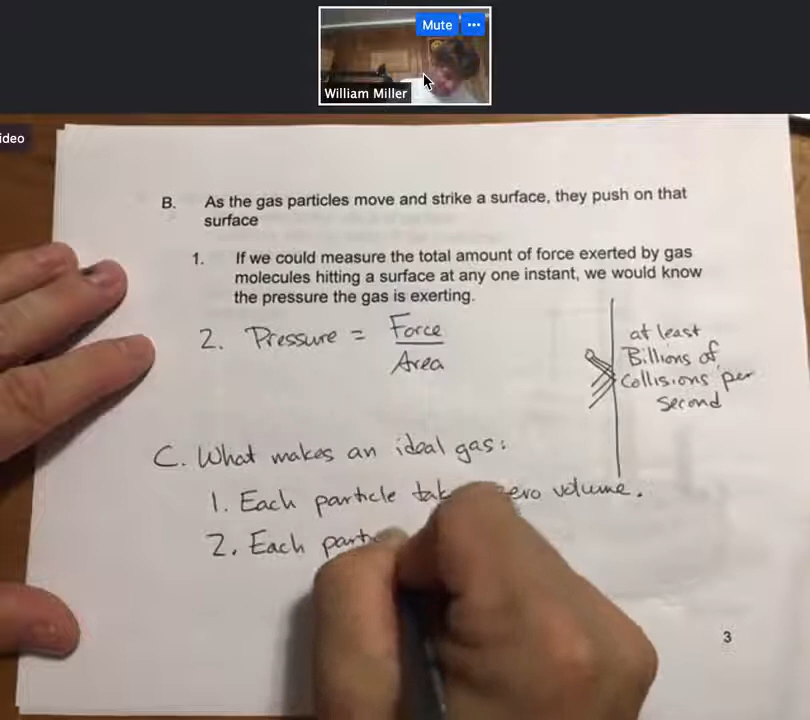 Mute
William Miller
ideo
B. As the gas particles move and strike a surface, they push on that
surface
1. If we could measure the total amount of force exerted by gas
molecules hitting a surface at any one instant, we would know
the pressure the gas is exerting.
2. Pressure = Force
Area
at least
Billions of
Collisions per
second
C. What makes an ideal gas:
1. Each particle tak ero volume.
2. Each parti
3